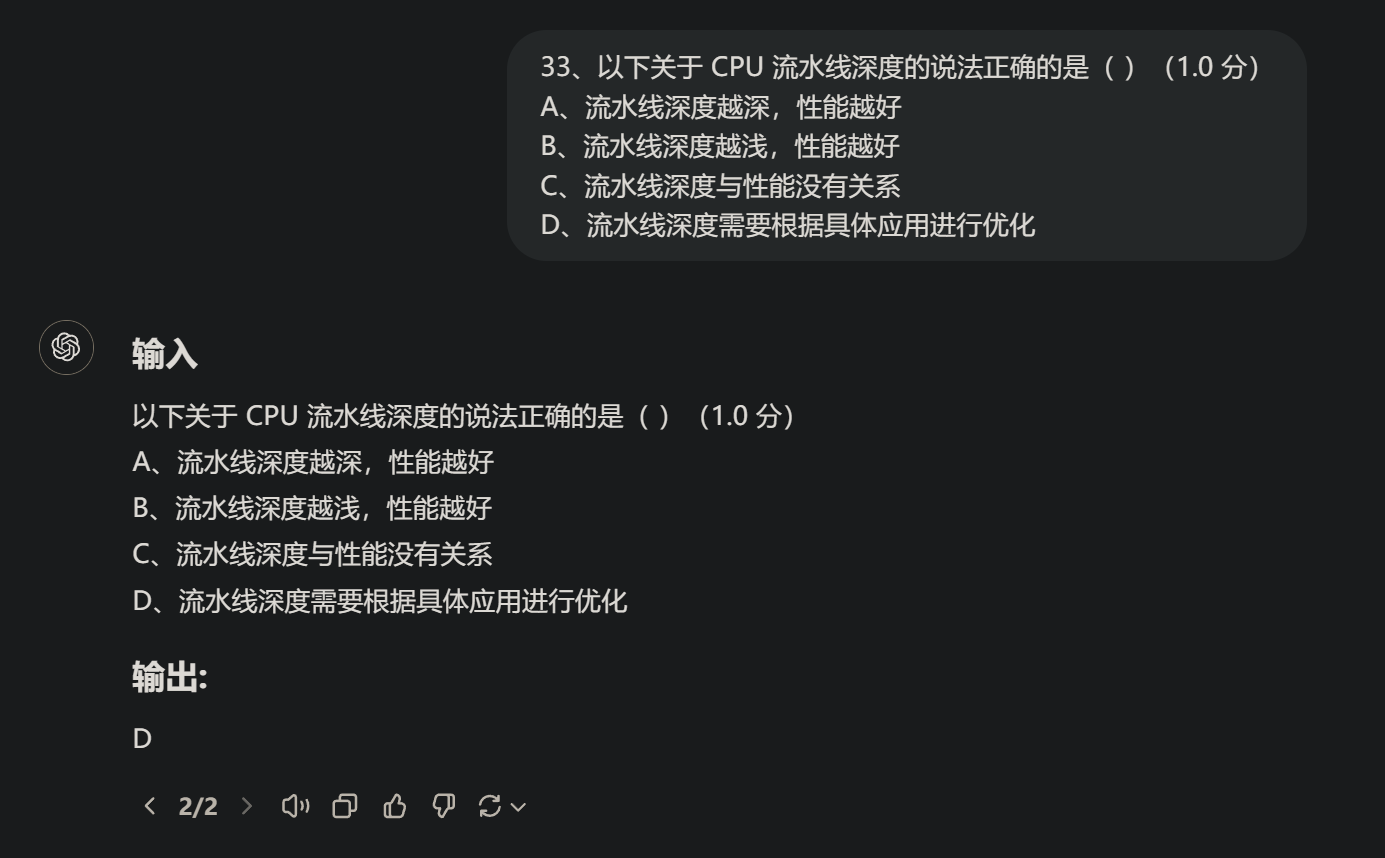 33、以下关于 CPU 流水线深度的说法正确的是（ ）（1.0 分）
A、流水线深度越深，性能越好
B、流水线深度越浅，性能越好
C、流水线深度与性能没有关系
D、流水线深度需要根据具体应用进行优化
输入
以下关于 CPU 流水线深度的说法正确的是（ ）（1.0 分）
A、流水线深度越深，性能越好
B、流水线深度越浅，性能越好
C、流水线深度与性能没有关系
D、流水线深度需要根据具体应用进行优化
输出:
D
2/2